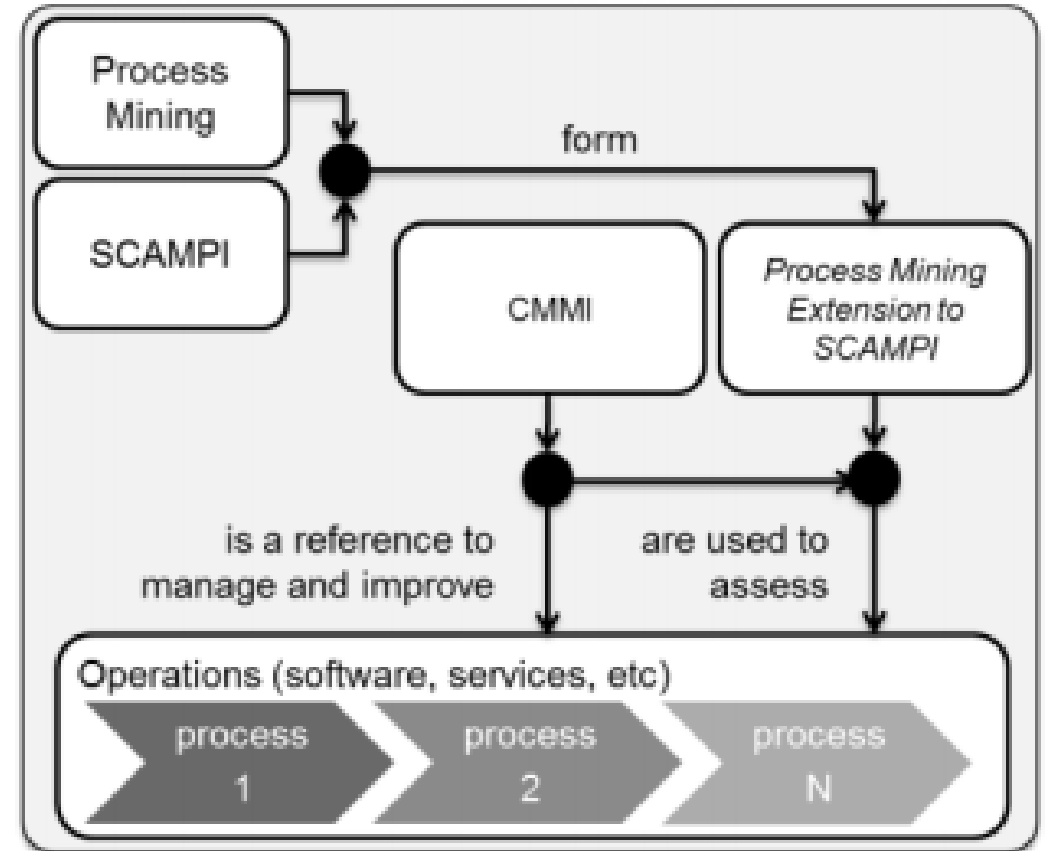 Process
Mining
form
SCAMPI
CMMI
Process Mining
Extension to
SCAMPI
is a reference to
manage and improve
are used to
assess
Operations (software, services, etc)
process
1
process
2
process
N